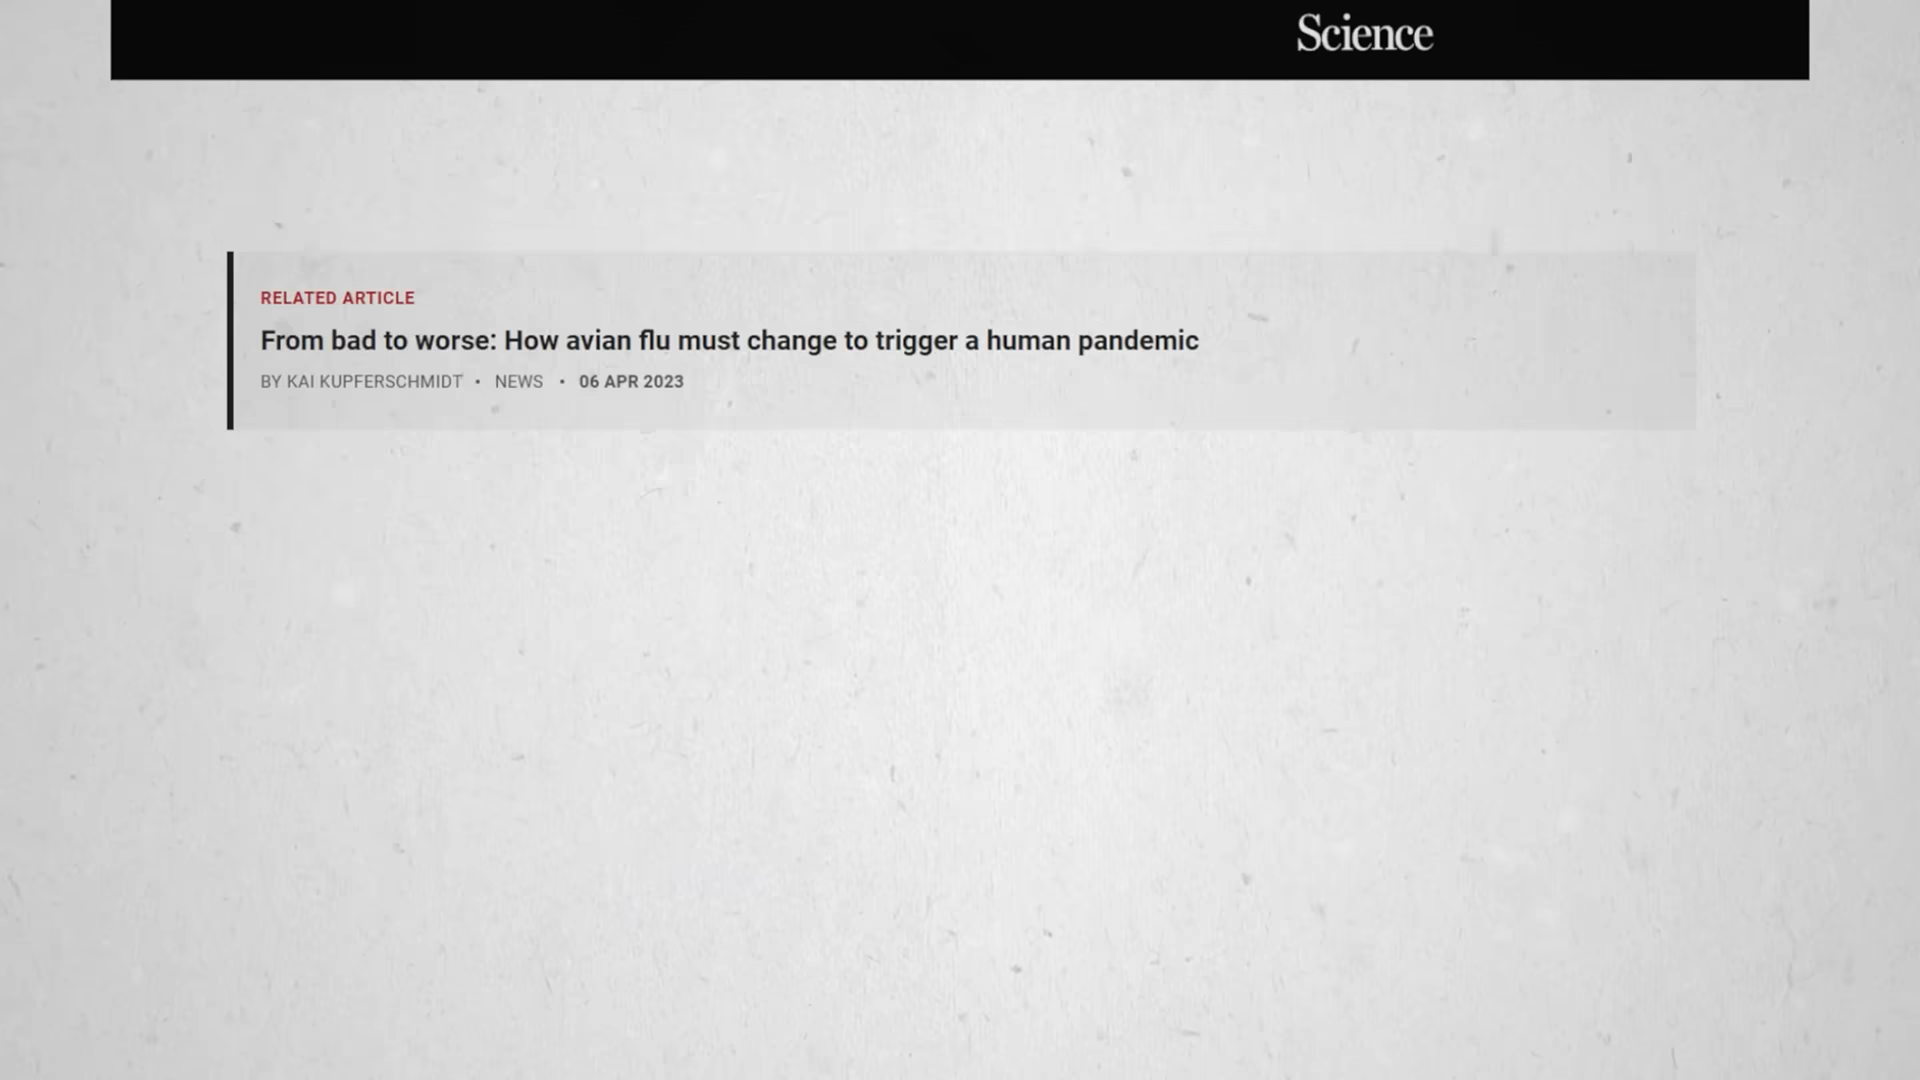 Science
RELATED ARTICLE
From bad to worse: How avian flu must change to trigger a human pandemic
BY KAI KUPFERSCHMIDT • NEWS • 06 APR 2023